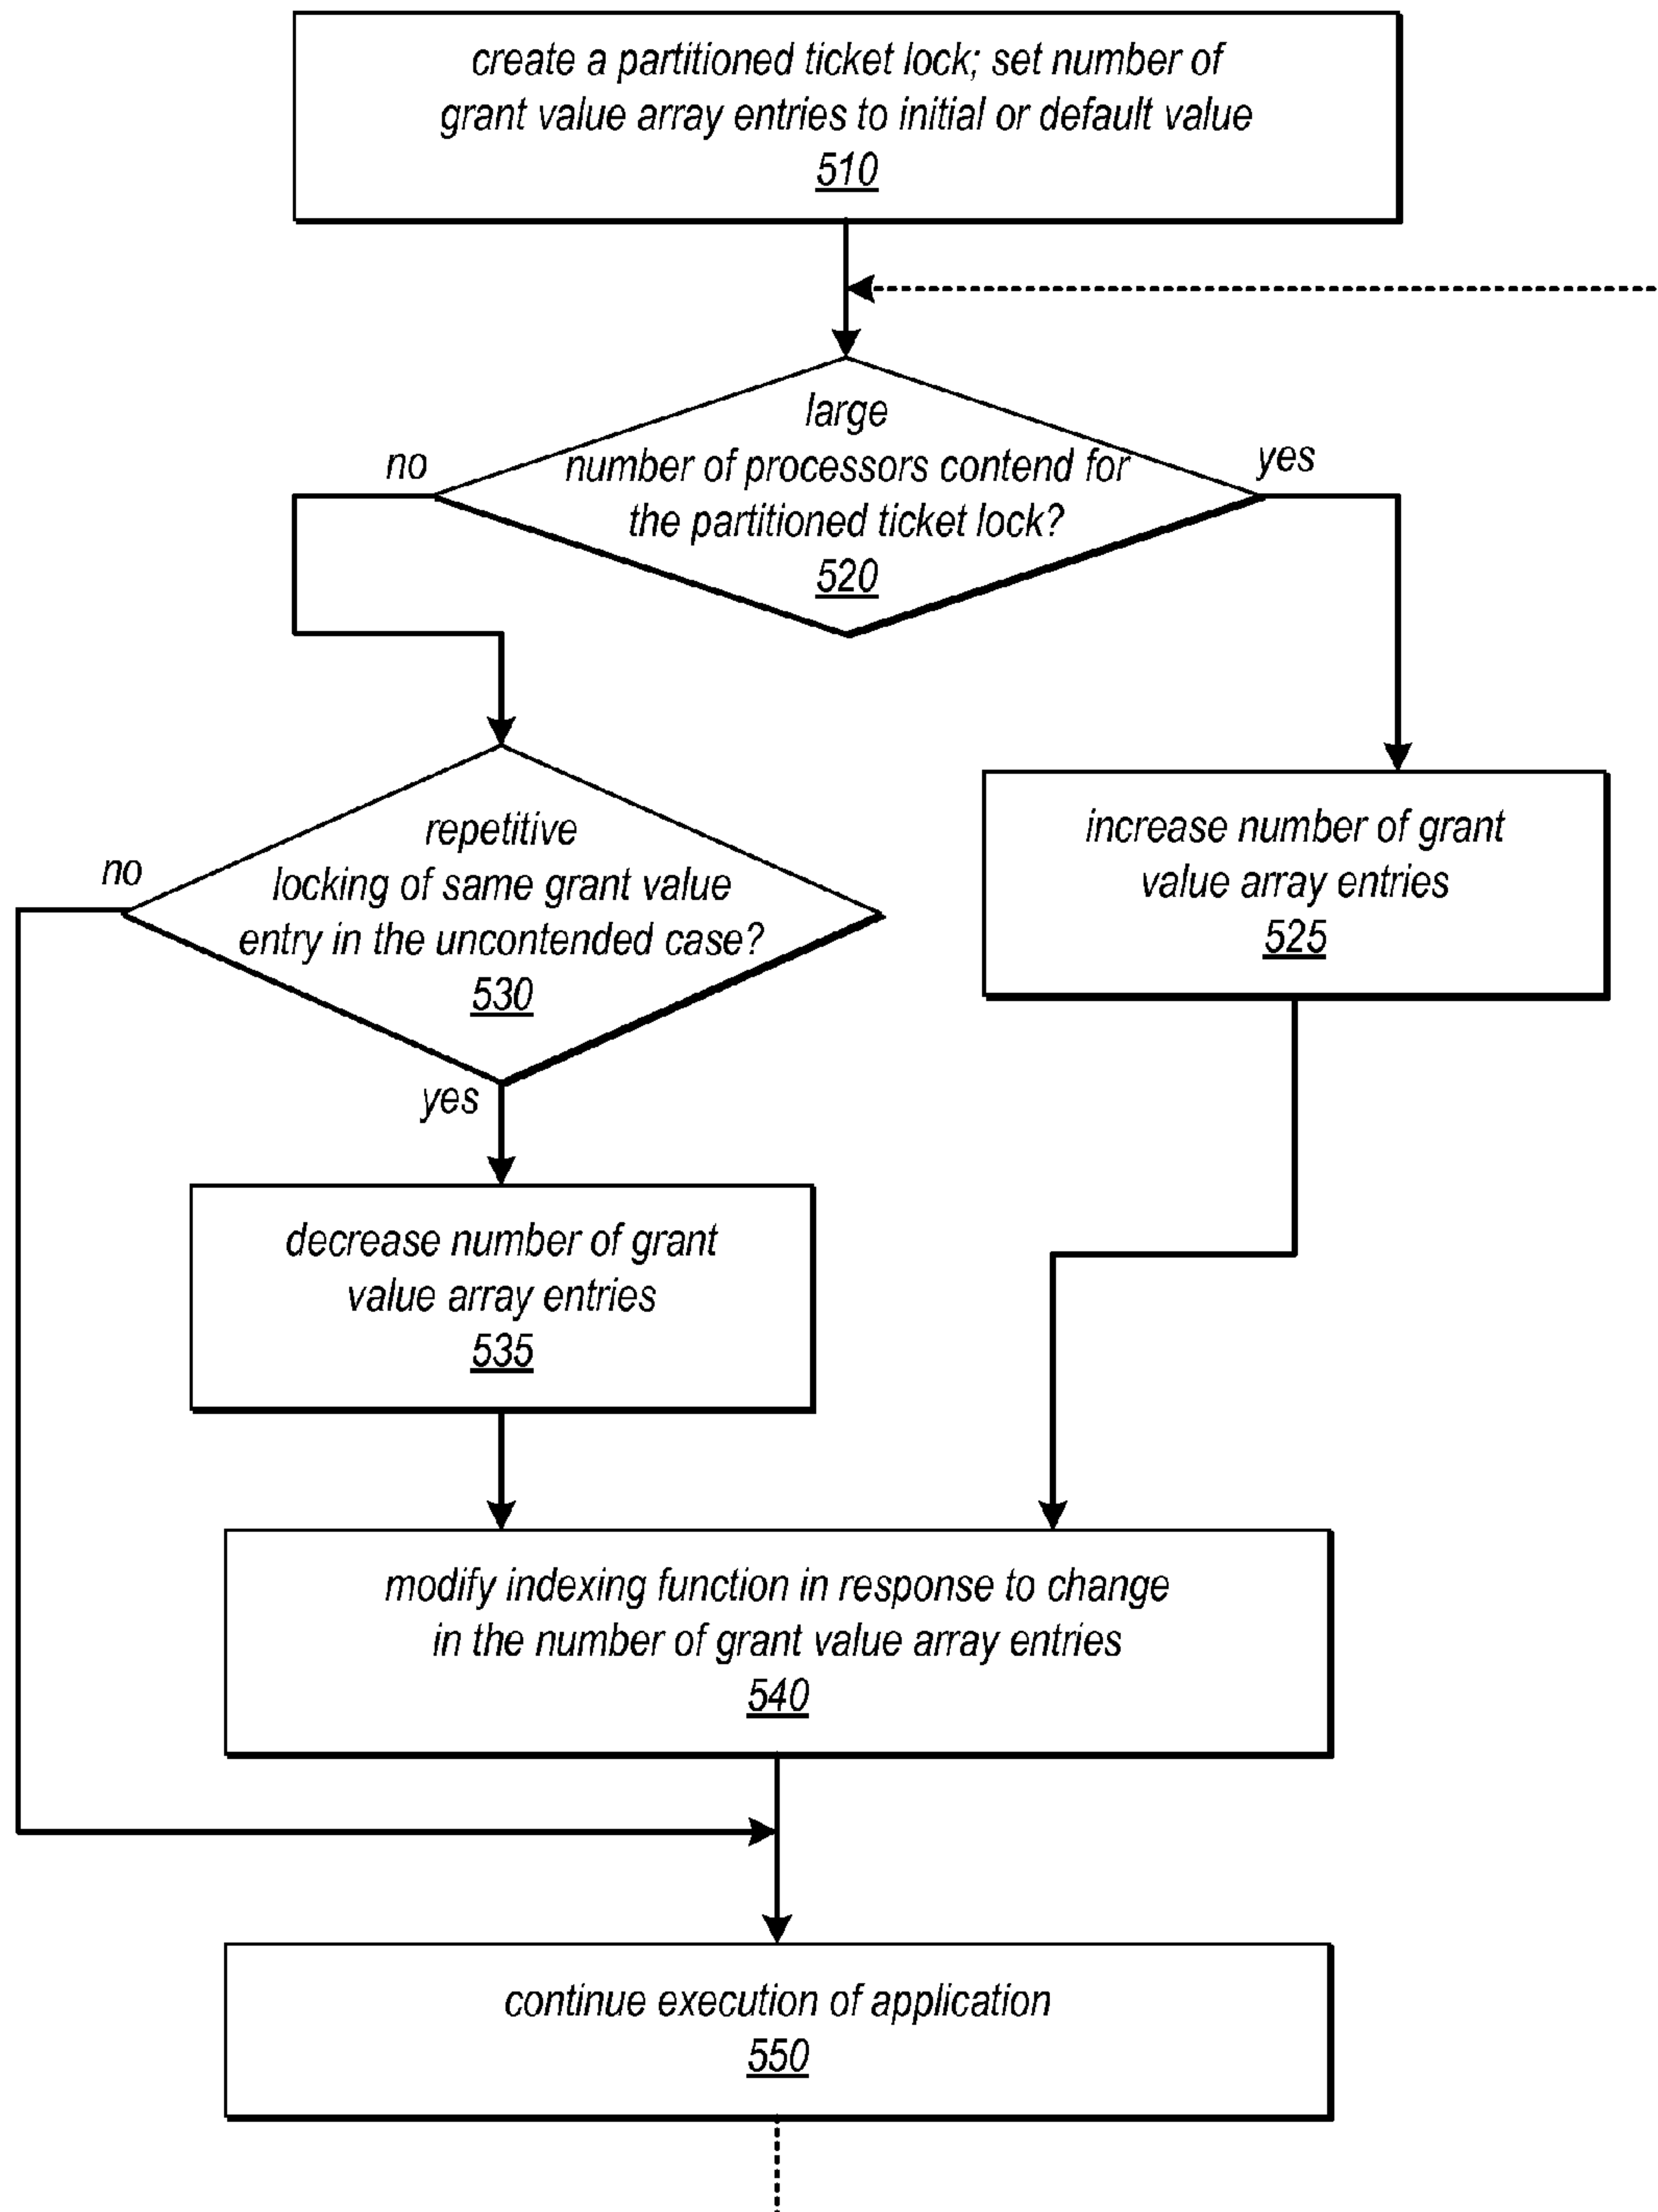 create a partitioned ticket lock; set number of
grant value array entries to initial or default value
510
large
number of processors contend for
the partitioned ticket lock?
520
no
yes
repetitive
locking of same grant value
entry in the uncontended case?
530
no
yes
increase number of grant
value array entries
525
decrease number of grant
value array entries
535
modify indexing function in response to change
in the number of grant value array entries
540
continue execution of application
550